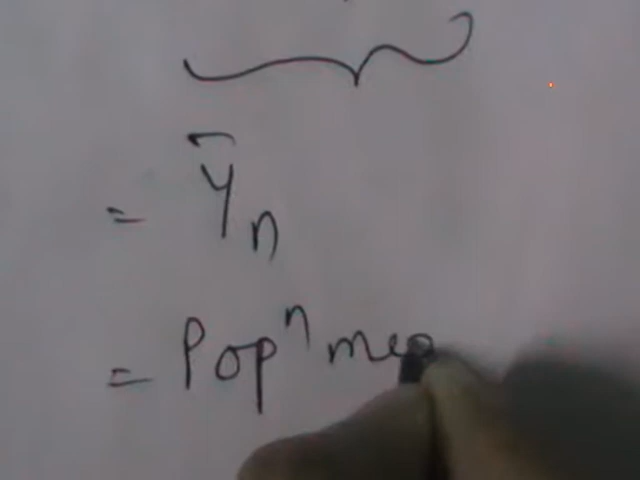 = Ȳn
= Popⁿ mea